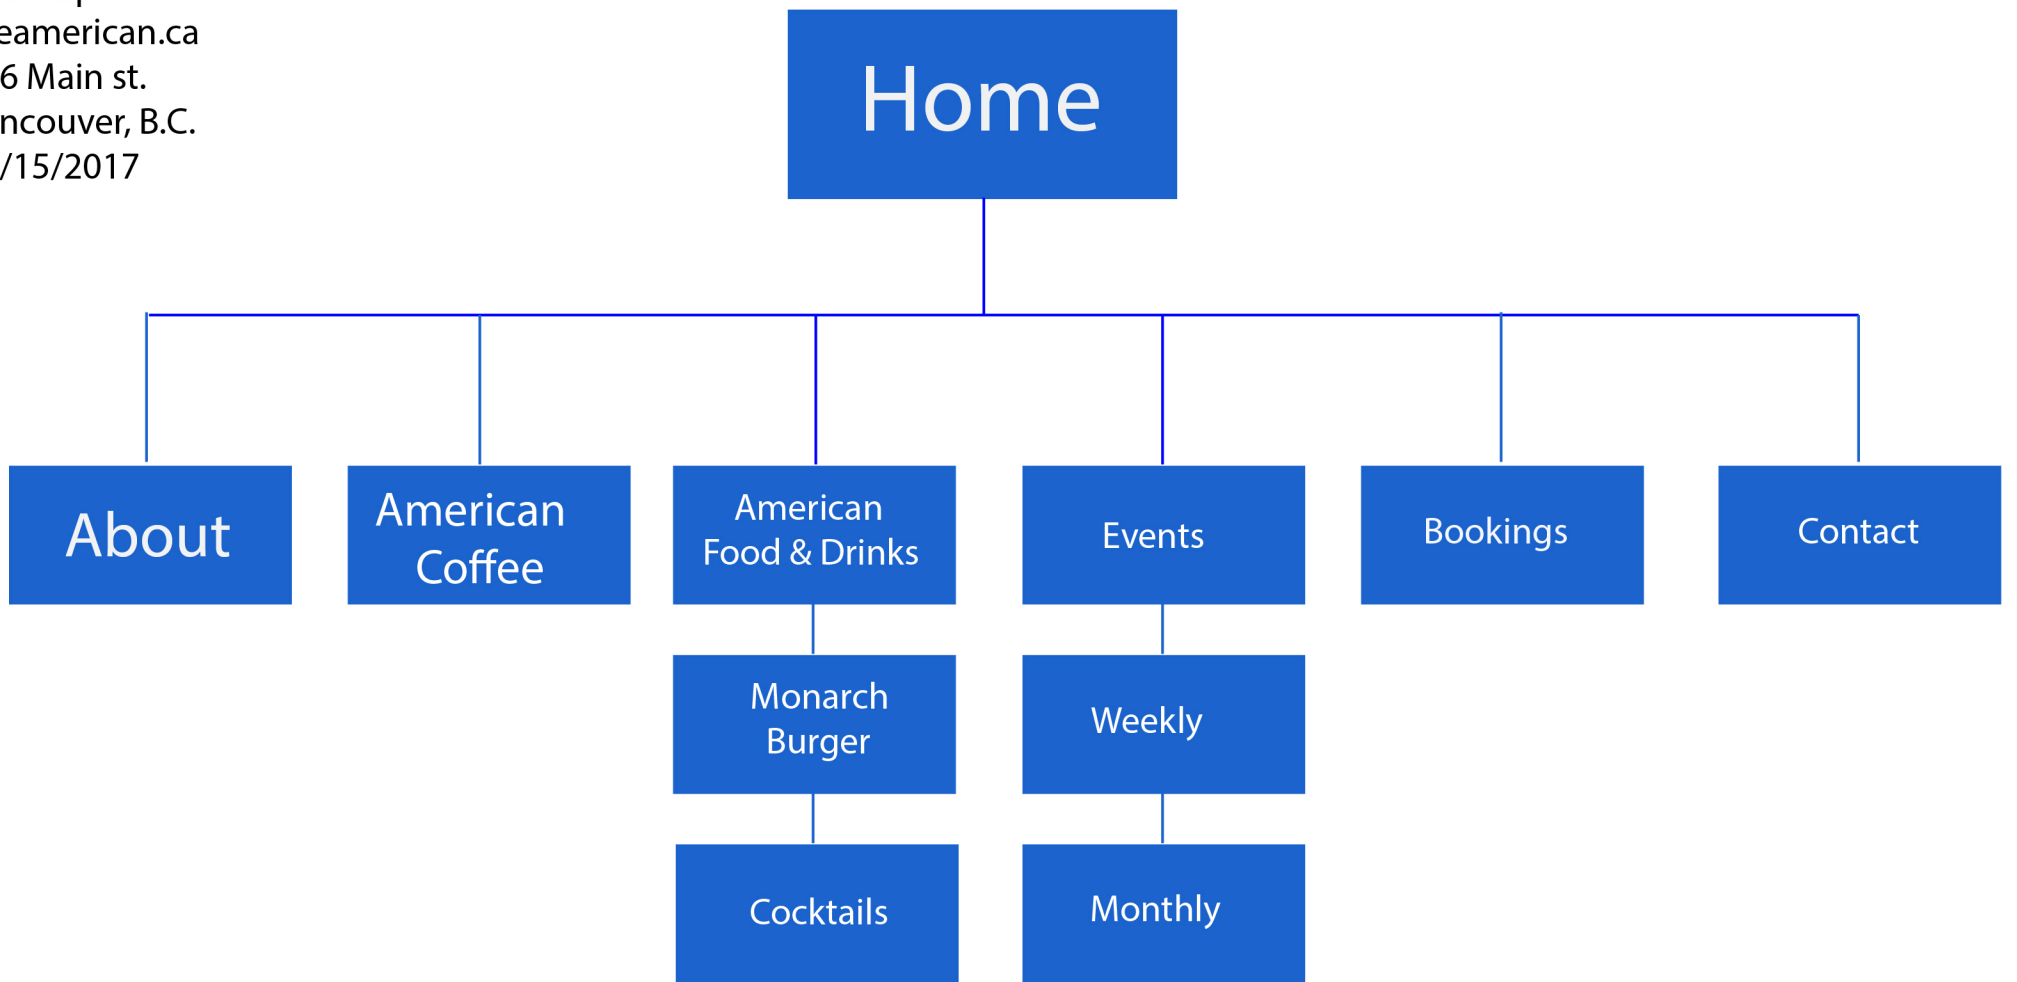 eamerican.ca
6 Main st.
ncouver, B.C.
/15/2017
Home
About
American
Coffee
American
Food & Drinks
Events
Bookings
Contact
Monarch
Burger
Weekly
Cocktails
Monthly